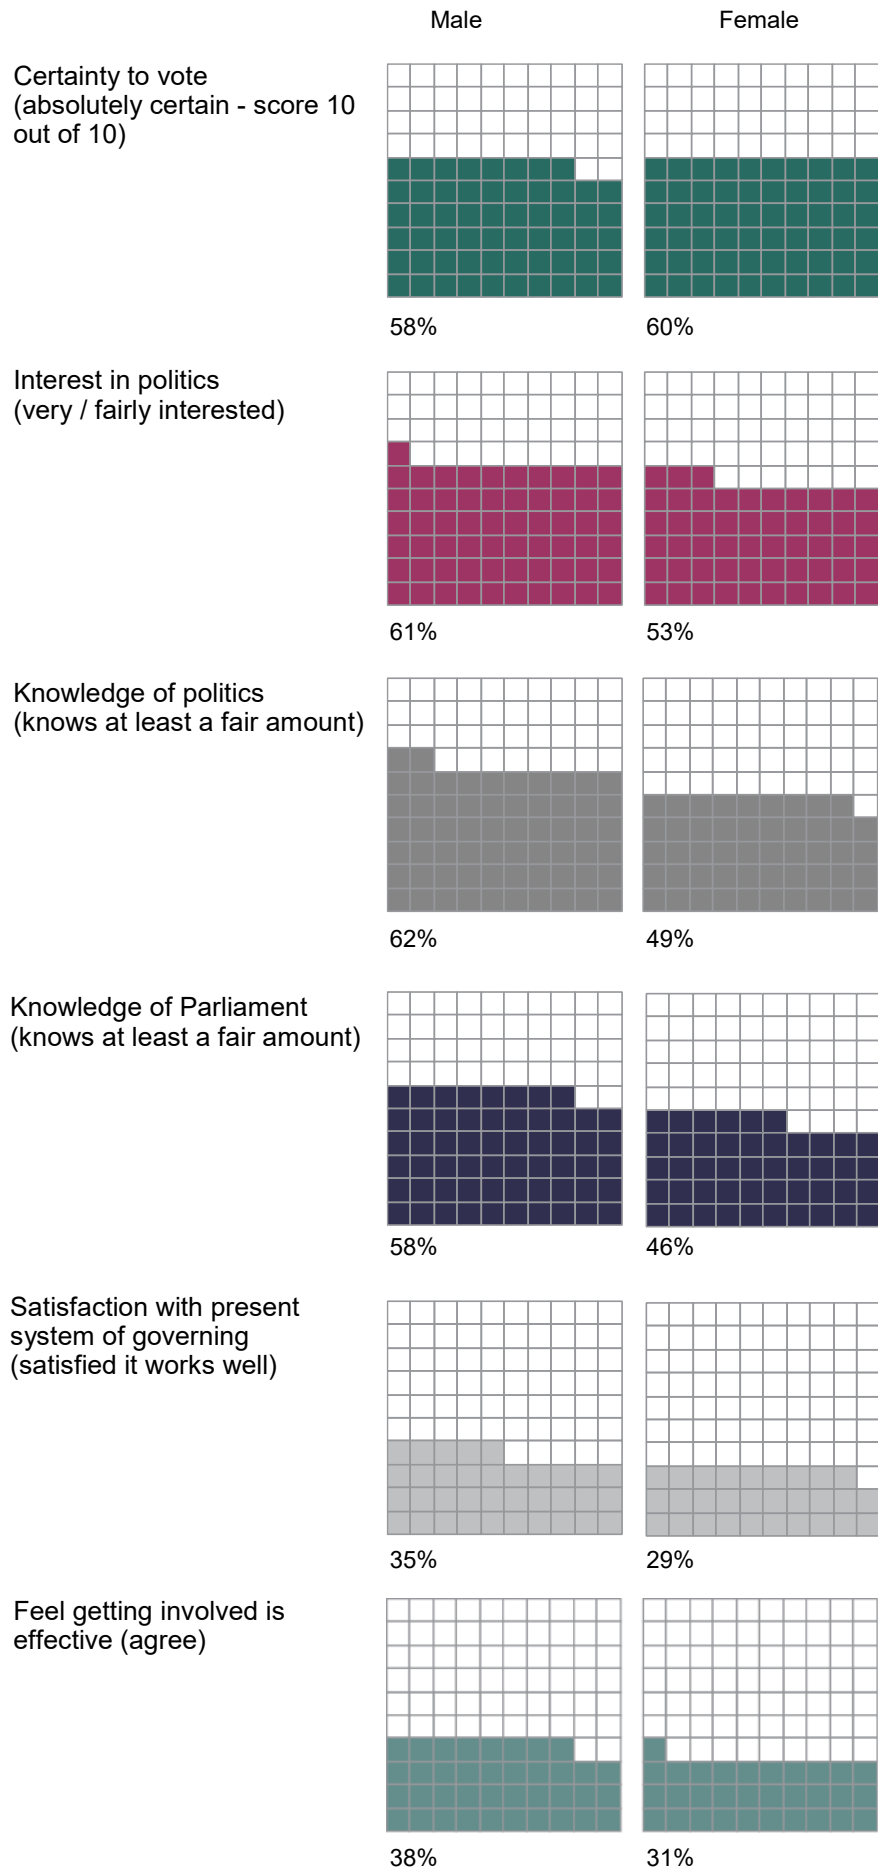 Male
Female
Certainty to vote
(absolutely certain - score 10
out of 10)
58%
60%
Interest in politics
(very / fairly interested)
61%
53%
Knowledge of politics
(knows at least a fair amount)
62%
49%
Knowledge of Parliament
(knows at least a fair amount)
58%
46%
Satisfaction with present
system of governing
(satisfied it works well)
35%
29%
Feel getting involved is
effective (agree)
38%
31%